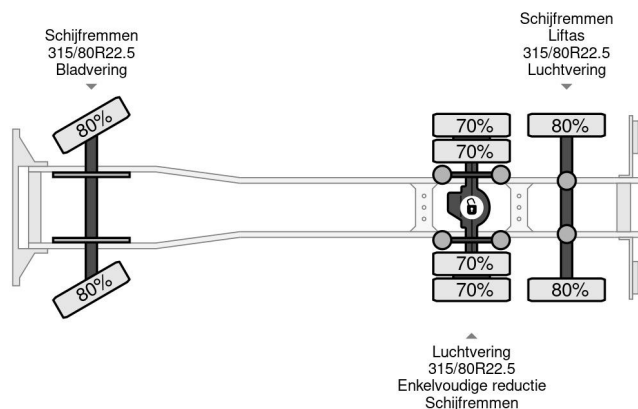 Schijfremmen
315/80R22.5
Bladvering
Schijfremmen
Liftas
315/80R22.5
Luchtvering
80%
70%
80%
70%
70%
80%
70%
80%
Luchtvering
315/80R22.5
Enkelvoudige reductie
Schijfremmen